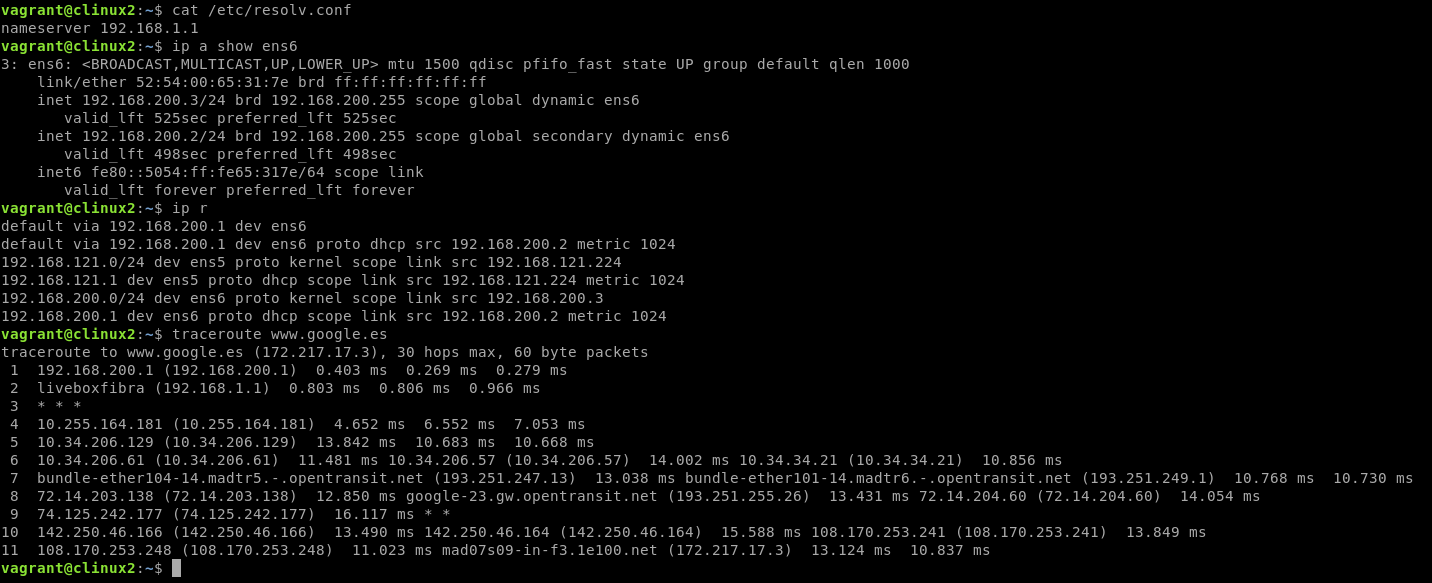 vagrant@clinux2:~$ cat /etc/resolv.conf
nameserver 192.168.1.1
vagrant@clinux2:~$ ip a show ens6
3: ens6: <BROADCAST,MULTICAST,UP,LOWER_UP> mtu 1500 qdisc pfifo_fast state UP group default qlen 1000
    link/ether 52:54:00:65:31:7e brd ff:ff:ff:ff:ff:ff
    inet 192.168.200.3/24 brd 192.168.200.255 scope global dynamic ens6
       valid_lft 525sec preferred_lft 525sec
    inet 192.168.200.2/24 brd 192.168.200.255 scope global secondary dynamic ens6
       valid_lft 498sec preferred_lft 498sec
    inet6 fe80::5054:ff:fe65:317e/64 scope link
       valid_lft forever preferred_lft forever
vagrant@clinux2:~$ ip r
default via 192.168.200.1 dev ens6
default via 192.168.200.1 dev ens6 proto dhcp src 192.168.200.2 metric 1024
192.168.121.0/24 dev ens5 proto kernel scope link src 192.168.121.224
192.168.121.1 dev ens5 proto dhcp scope link src 192.168.121.224 metric 1024
192.168.200.0/24 dev ens6 proto kernel scope link src 192.168.200.3
192.168.200.1 dev ens6 proto dhcp scope link src 192.168.200.2 metric 1024
vagrant@clinux2:~$ traceroute www.google.es
traceroute to www.google.es (172.217.17.3), 30 hops max, 60 byte packets
 1  192.168.200.1 (192.168.200.1)  0.403 ms  0.269 ms  0.279 ms
 2  liveboxfibra (192.168.1.1)  0.803 ms  0.806 ms  0.966 ms
 3  * * *
 4  10.255.164.181 (10.255.164.181)  4.652 ms  6.552 ms  7.053 ms
 5  10.34.206.129 (10.34.206.129)  13.842 ms  10.683 ms  10.668 ms
 6  10.34.206.61 (10.34.206.61)  11.481 ms 10.34.206.57 (10.34.206.57)  14.002 ms 10.34.34.21 (10.34.34.21)  10.856 ms
 7  bundle-ether104-14.madtr5.-.opentransit.net (193.251.247.13)  13.038 ms bundle-ether101-14.madtr6.-.opentransit.net (193.251.249.1)  10.768 ms  10.730 ms
 8  72.14.203.138 (72.14.203.138)  12.850 ms google-23.gw.opentransit.net (193.251.255.26)  13.431 ms 72.14.204.60 (72.14.204.60)  14.054 ms
 9  74.125.242.177 (74.125.242.177)  16.117 ms * *
10  142.250.46.166 (142.250.46.166)  13.490 ms 142.250.46.164 (142.250.46.164)  15.588 ms 108.170.253.241 (108.170.253.241)  13.849 ms
11  108.170.253.248 (108.170.253.248)  11.023 ms mad07s09-in-f3.1e100.net (172.217.17.3)  13.124 ms  10.837 ms
vagrant@clinux2:~$